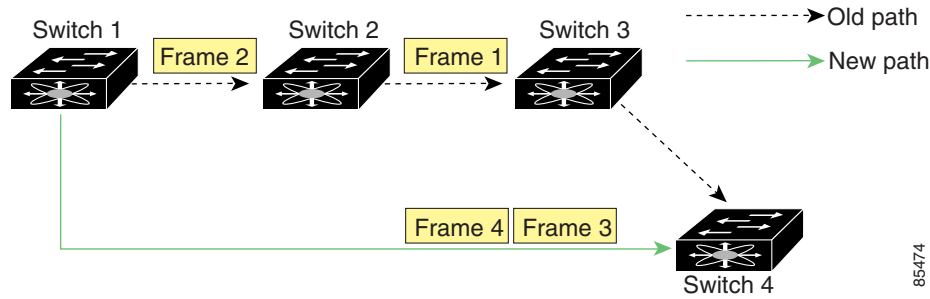 Switch 1
Switch 2
Switch 3
Old path
New path
Frame 2
Frame 1
Frame 4
Frame 3
Switch 4
85474